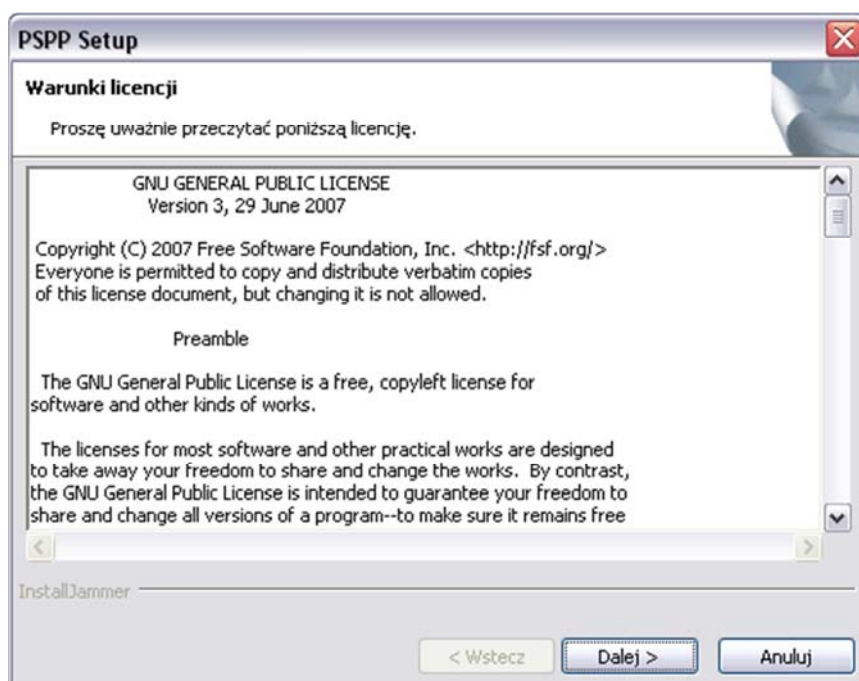 PSPP Setup
Warunki licencji
Proszę uważnie przeczytać poniższą licencję.
GNU GENERAL PUBLIC LICENSE
Version 3, 29 June 2007
Copyright (C) 2007 Free Software Foundation, Inc. <http://fsf.org/>
Everyone is permitted to copy and distribute verbatim copies
of this license document, but changing it is not allowed.
Preamble
The GNU General Public License is a free, copyleft license for
software and other kinds of works.
The licenses for most software and other practical works are designed
to take away your freedom to share and change the works.  By contrast,
the GNU General Public License is intended to guarantee your freedom to
share and change all versions of a program--to make sure it remains free
InstallJammer
< Wstecz
Dalej >
Anuluj